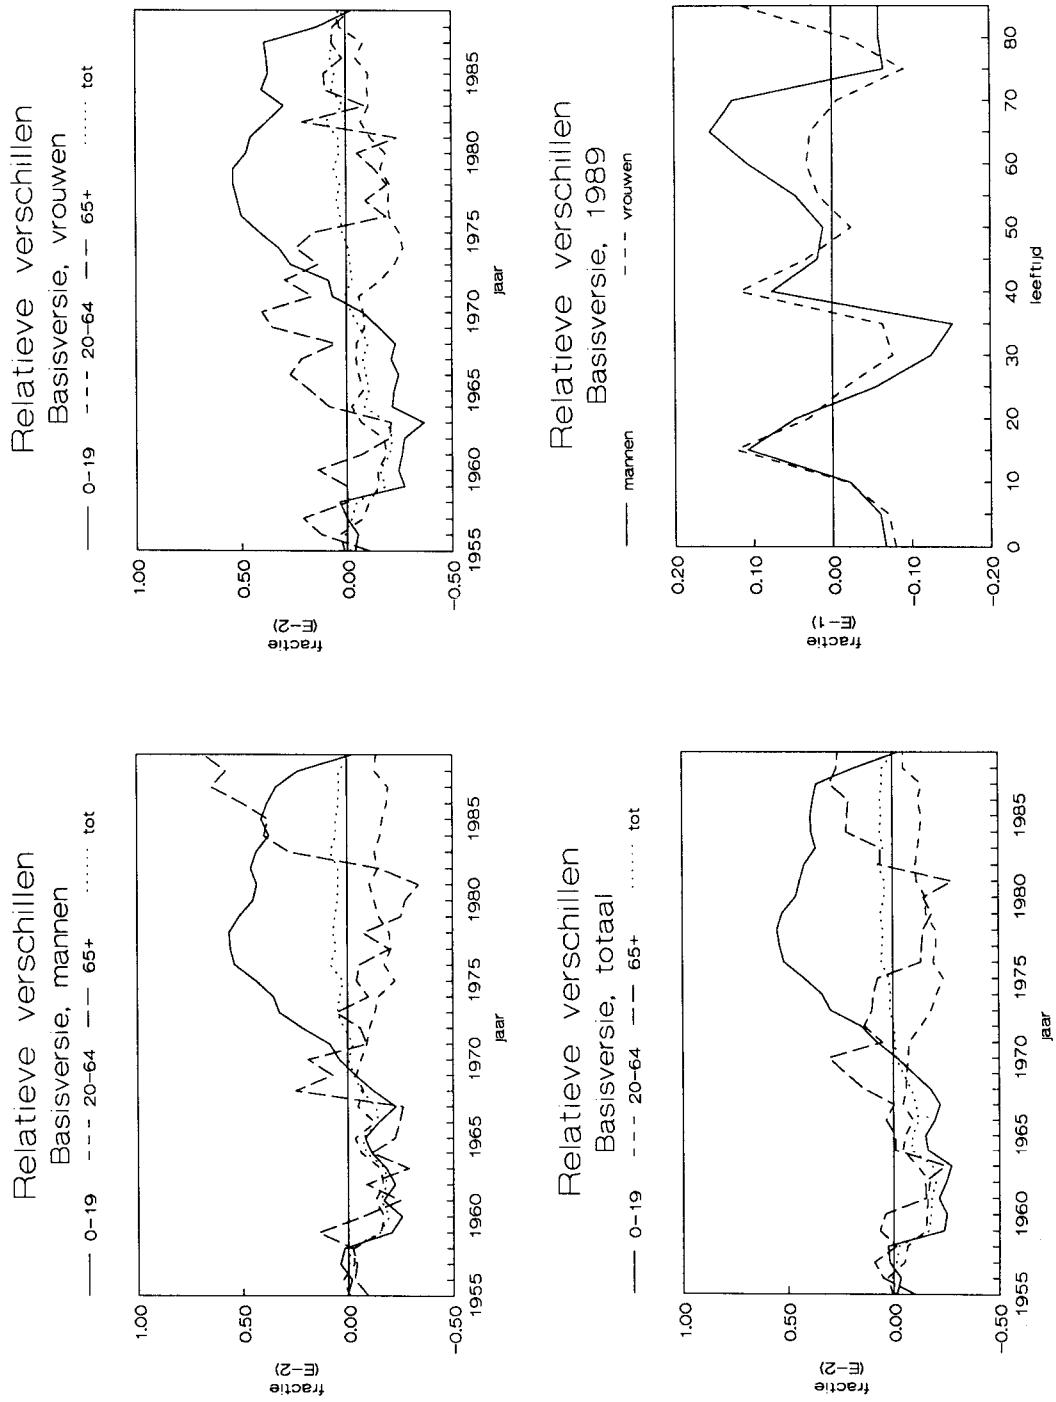 Relatieve verschillen
Basisversie, mannen
0-19 20-64 65+ tot
1.00
0.50
0.00
-0.50
fractie
(E-2)
1955 1960 1965 1970 1975 1980 1985
jaar
Relatieve verschillen
Basisversie, vrouwen
0-19 20-64 65+ tot
1.00
0.50
0.00
-0.50
fractie
(E-2)
1955 1960 1965 1970 1975 1980 1985
jaar
Relatieve verschillen
Basisversie, totaal
0-19 20-64 65+ tot
1.00
0.50
0.00
-0.50
fractie
(E-2)
1955 1960 1965 1970 1975 1980 1985
jaar
Relatieve verschillen
Basisversie, 1989
mannen vrouwen
0.20
0.10
0.00
-0.10
-0.20
fractie
(E-1)
0 10 20 30 40 50 60 70 80
leeftijd